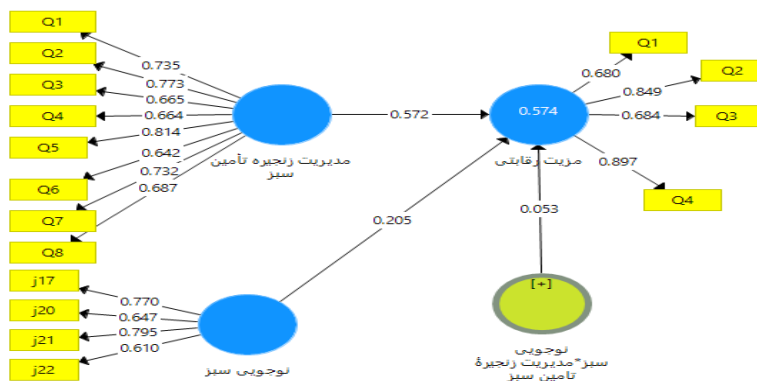 Q1
Q2
Q3
Q4
Q5
Q6
Q7
Q8
0.735
0.773
0.665
0.664
0.814
0.642
0.732
0.687
مدیریت زنجیره تأمین
سبز
0.572
0.574
مزیت رقابتی
Q1
Q2
Q3
Q4
0.680
0.849
0.684
0.897
0.205
0.053
j17
j20
j21
j22
0.770
0.647
0.795
0.610
نوجویی سبز
[+]
نوجویی
سبز*مدیریت زنجیرۀ
تامین سبز